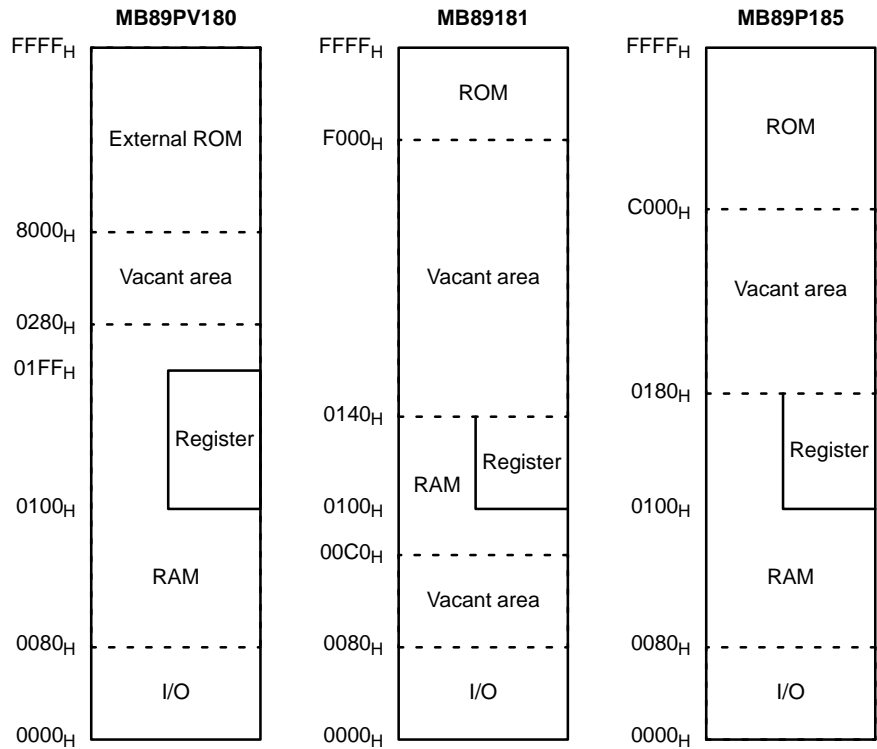 MB89PV180
FFFFH
External ROM
8000H
Vacant area
0280H
01FFH
Register
0100H
RAM
0080H
I/O
0000H
MB89181
FFFFH
ROM
F000H
Vacant area
0140H
Register
RAM
0100H
00C0H
Vacant area
0080H
I/O
0000H
MB89P185
FFFFH
ROM
C000H
Vacant area
0180H
Register
0100H
RAM
0080H
I/O
0000H